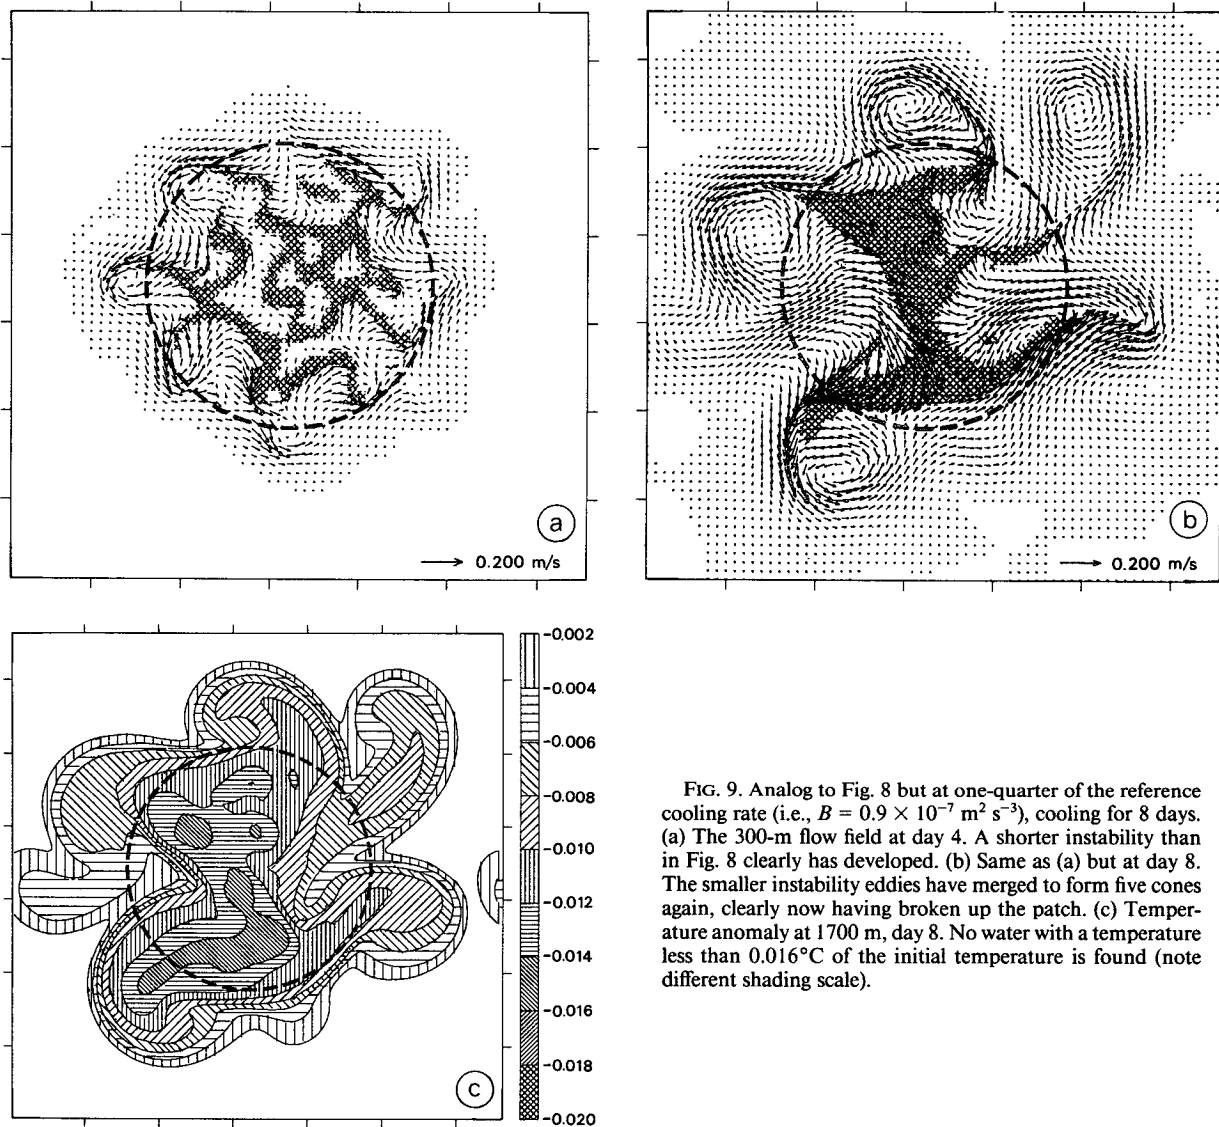 a
0.200 m/s
b
0.200 m/s
-0.002
-0.004
-0.006
-0.008
-0.010
-0.012
-0.014
-0.016
-0.018
-0.020
c
FIG. 9. Analog to Fig. 8 but at one-quarter of the reference
cooling rate (i.e., B = 0.9 × 10⁻⁷ m² s⁻³), cooling for 8 days.
(a) The 300-m flow field at day 4. A shorter instability than
in Fig. 8 clearly has developed. (b) Same as (a) but at day 8.
The smaller instability eddies have merged to form five cones
again, clearly now having broken up the patch. (c) Temper-
ature anomaly at 1700 m, day 8. No water with a temperature
less than 0.016°C of the initial temperature is found (note
different shading scale).